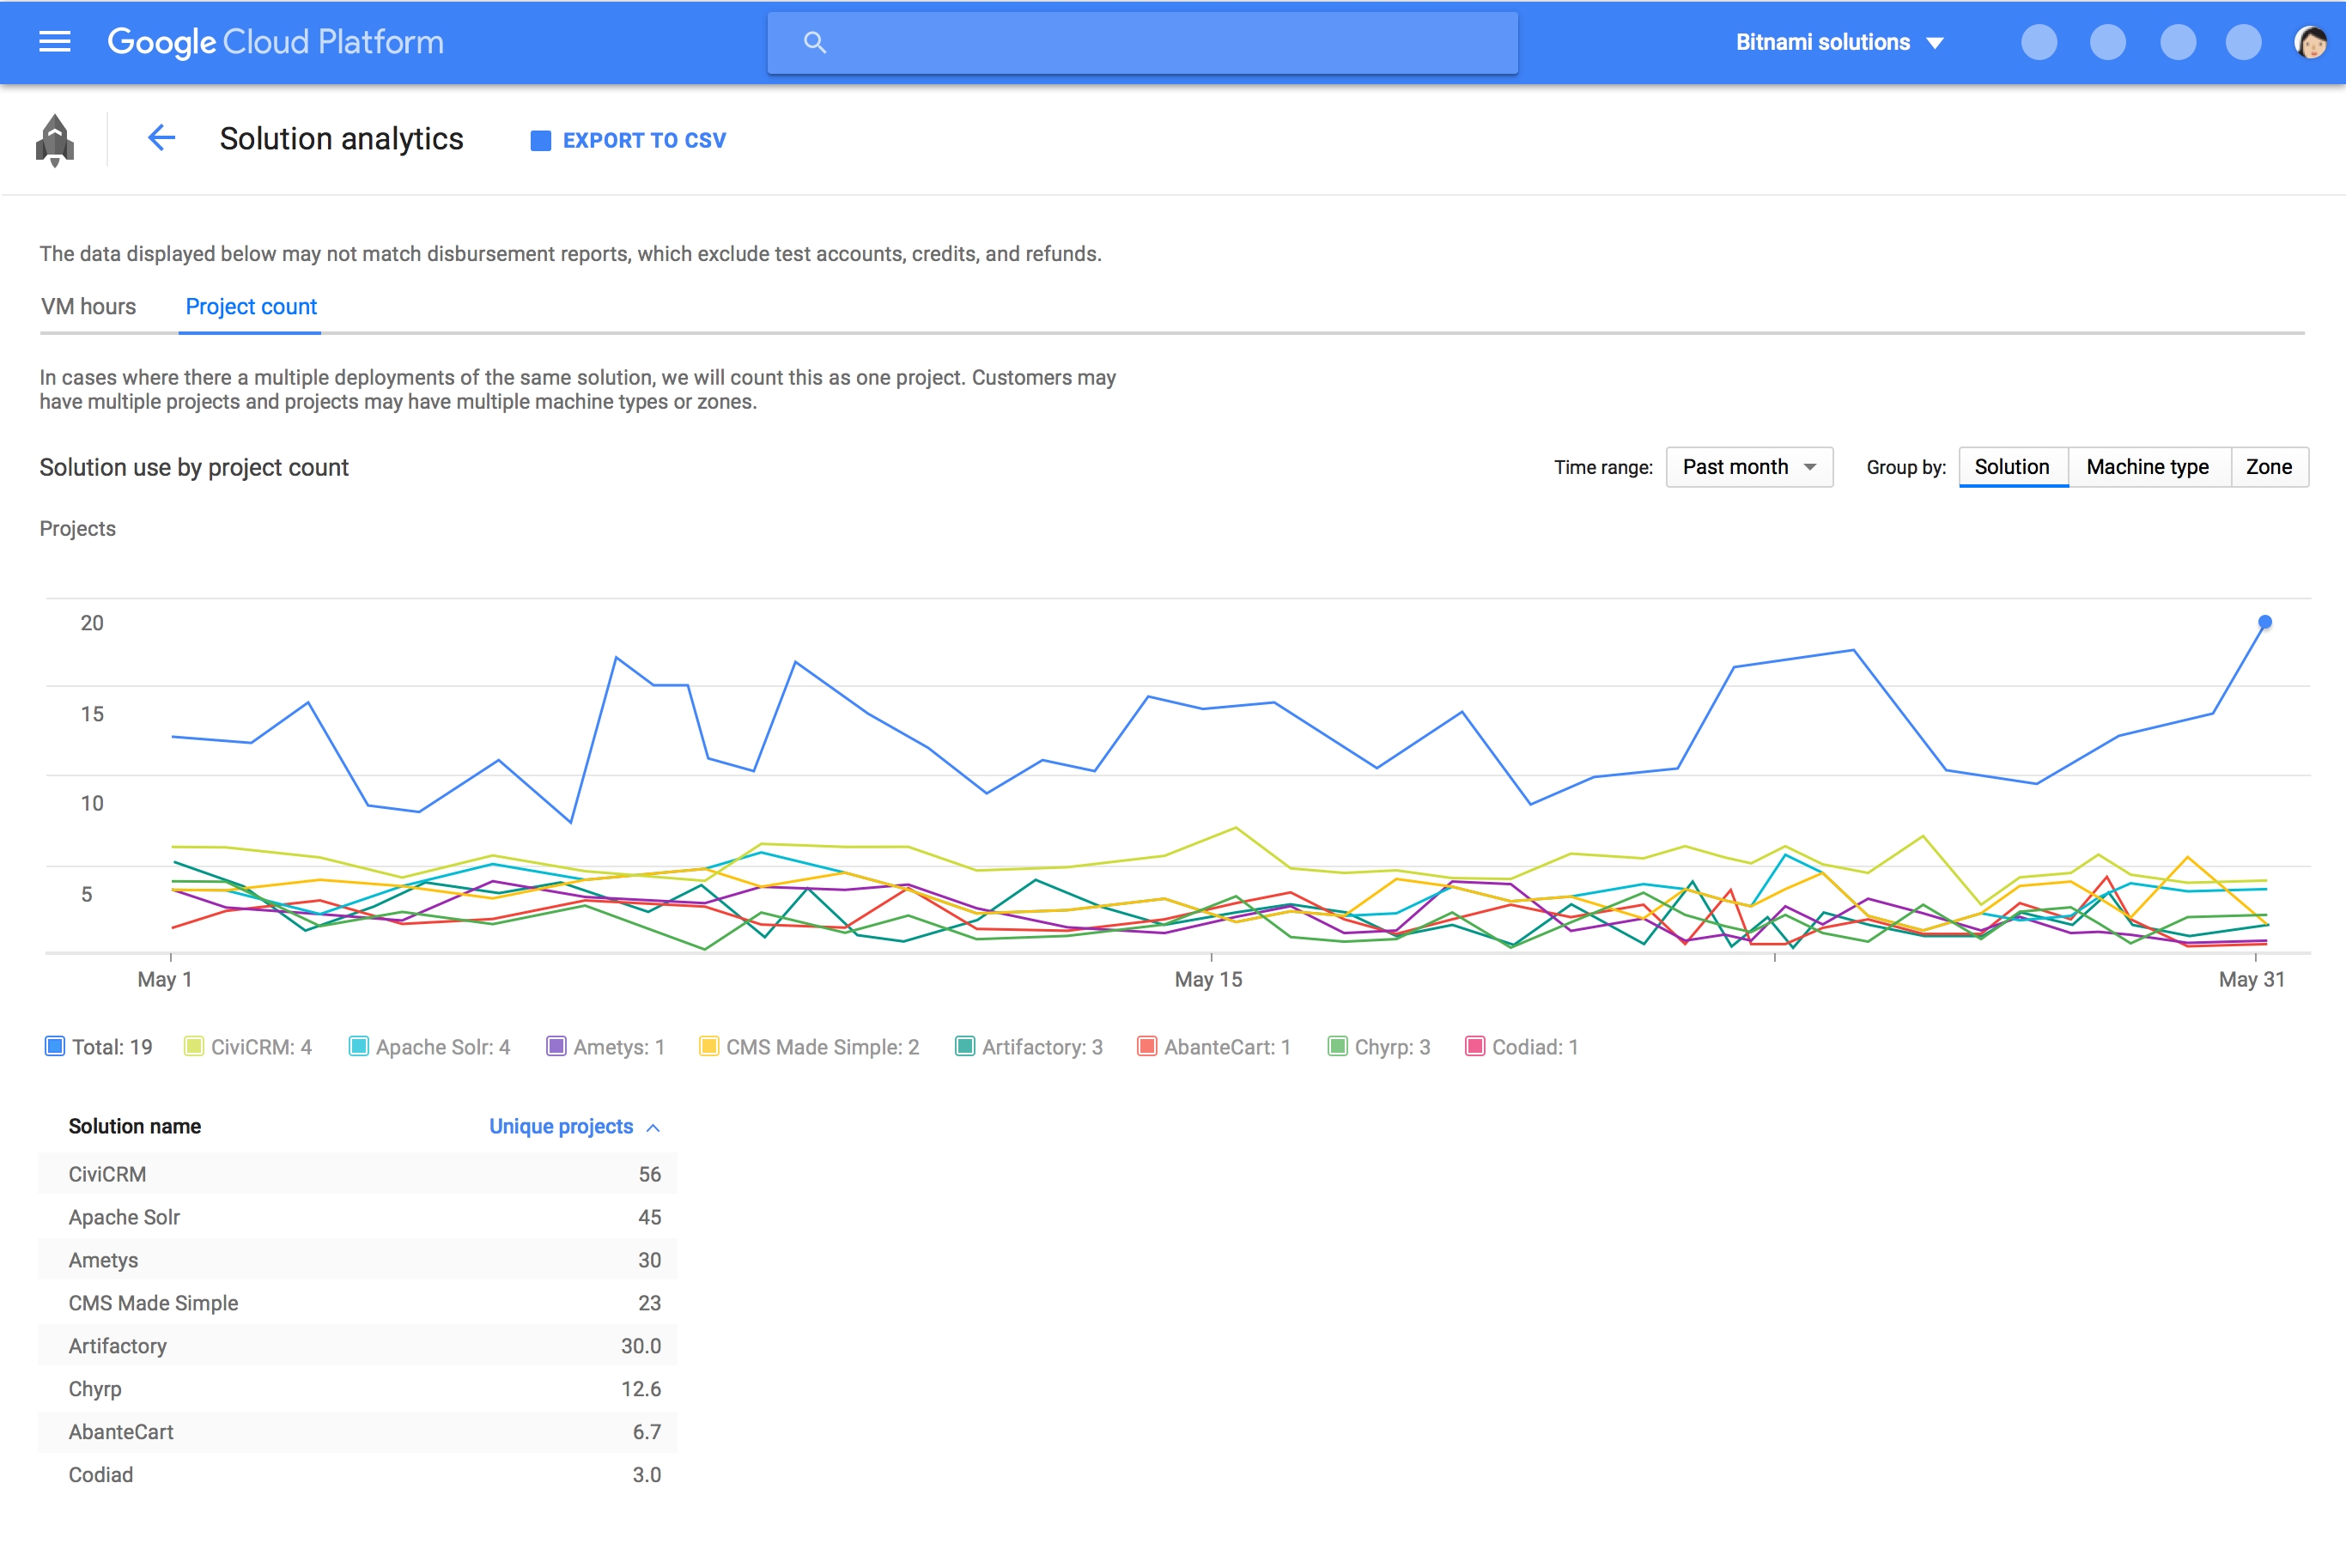 Google Cloud Platform
Bitnami solutions
Solution analytics
EXPORT TO CSV
The data displayed below may not match disbursement reports, which exclude test accounts, credits, and refunds.
VM hours
Project count
In cases where there a multiple deployments of the same solution, we will count this as one project. Customers may
have multiple projects and projects may have multiple machine types or zones.
Solution use by project count
Time range: Past month
Group by: Solution Machine type Zone
Projects
20
15
10
5
May 1
May 15
May 31
Total: 19 CiviCRM: 4 Apache Solr: 4 Ametys: 1 CMS Made Simple: 2 Artifactory: 3 AbanteCart: 1 Chyrp: 3 Codiad: 1
Solution name Unique projects
CiviCRM 56
Apache Solr 45
Ametys 30
CMS Made Simple 23
Artifactory 30.0
Chyrp 12.6
AbanteCart 6.7
Codiad 3.0